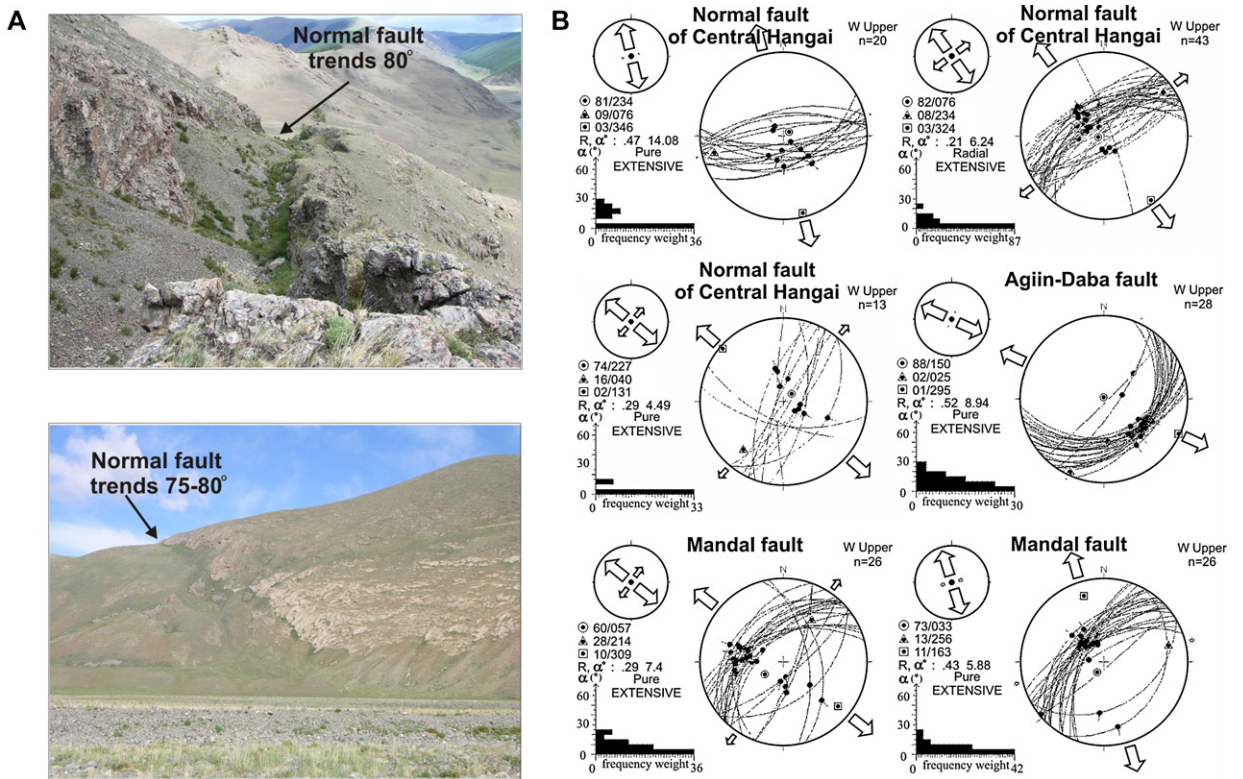 A
Normal fault
trends 80°
Normal fault
trends 75-80°
B
Normal fault
of Central Hangai
W Upper
n=20
81/234
09/076
03/346
R, α° : .47 14.08
α (°)
Pure
EXTENSIVE
60
30
0
0
frequency weight
36
Normal fault
of Central Hangai
W Upper
n=43
N
82/076
08/234
03/324
R, α° : .21 6.24
α (°)
Radial
EXTENSIVE
60
30
0
0
frequency weight
87
Normal fault
of Central Hangai
W Upper
n=13
N
74/227
16/040
02/131
R, α° : .29 4.49
α (°)
Pure
EXTENSIVE
60
30
0
0
frequency weight
33
Agiin-Daba fault
W Upper
n=28
N
88/150
02/025
01/295
R, α° : .52 8.94
α (°)
Pure
EXTENSIVE
60
30
0
0
frequency weight
30
Mandal fault
W Upper
n=26
N
60/057
28/214
10/309
R, α° : .29 7.4
α (°)
Pure
EXTENSIVE
60
30
0
0
frequency weight
36
Mandal fault
W Upper
n=26
N
73/033
13/256
11/163
R, α° : .43 5.88
α (°)
Pure
EXTENSIVE
60
30
0
0
frequency weight
42